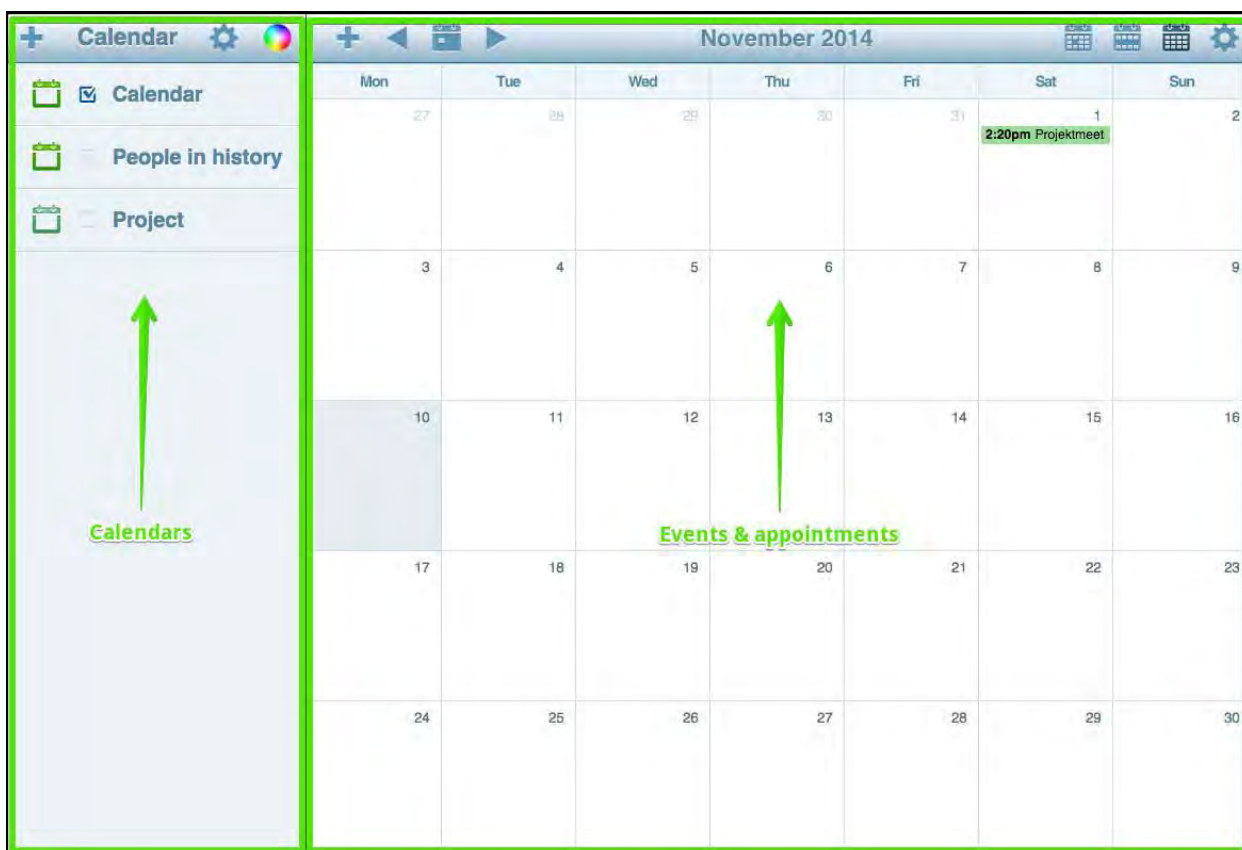 Calendar
Calendar
People in history
Project
Calendars
November 2014
Mon Tue Wed Thu Fri Sat Sun
27 28 29 30 31 1 2
2:20pm Projektmeet
3 4 5 6 7 8 9
10 11 12 13 14 15 16
Events & appointments
17 18 19 20 21 22 23
24 25 26 27 28 29 30